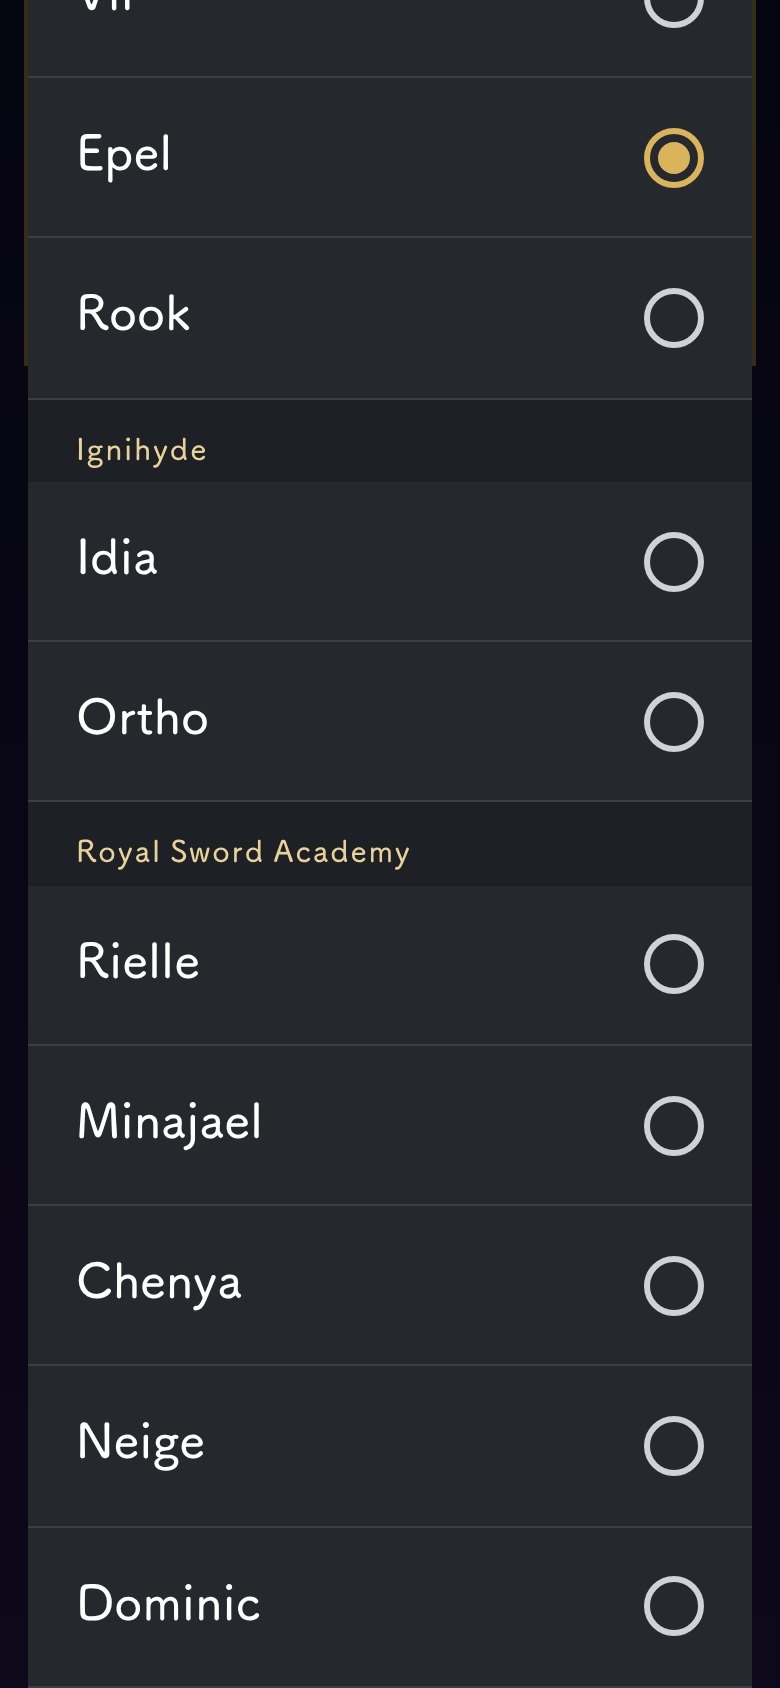 Epel
Rook
Ignihyde
Idia
Ortho
Royal Sword Academy
Rielle
Minajael
Chenya
Neige
Dominic